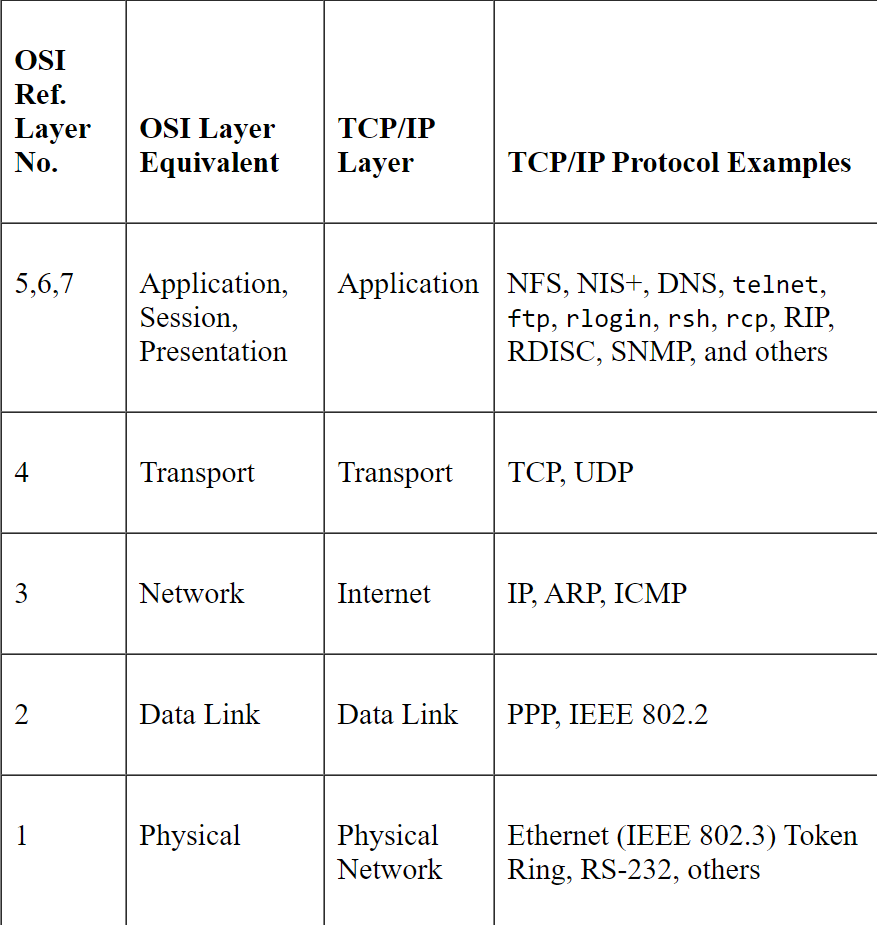 OSI
Ref.
Layer
No.
OSI Layer
Equivalent
TCP/IP
Layer
TCP/IP Protocol Examples
5,6,7
Application,
Session,
Presentation
Application
NFS, NIS+, DNS, telnet,
ftp, rlogin, rsh, rcp, RIP,
RDISC, SNMP, and others
4
Transport
Transport
TCP, UDP
3
Network
Internet
IP, ARP, ICMP
2
Data Link
Data Link
PPP, IEEE 802.2
1
Physical
Physical
Network
Ethernet (IEEE 802.3) Token
Ring, RS-232, others